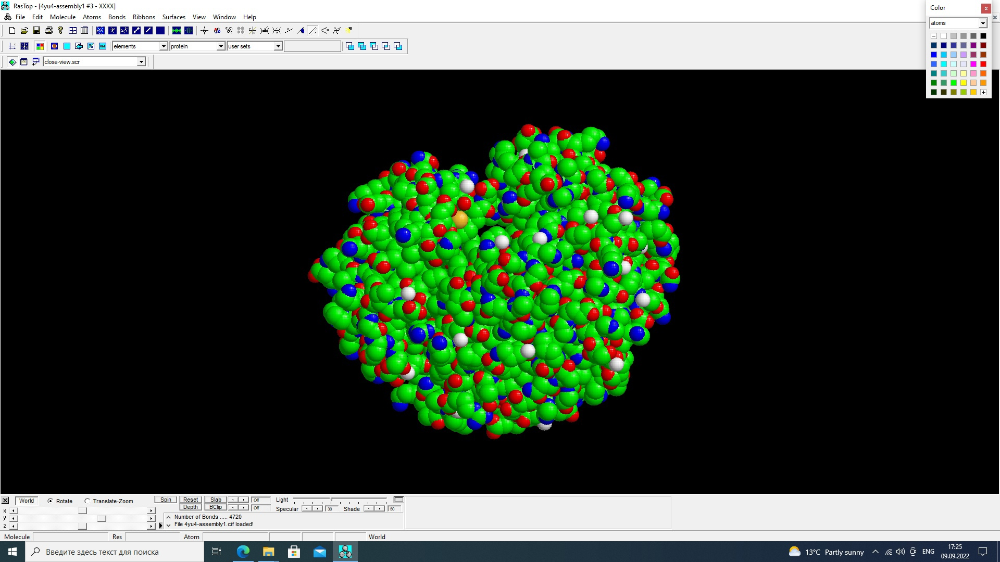 RasTop - [4yu4-assembly1 #3 - XXXX]
File Edit Molecule Atoms Bonds Ribbons Surfaces View Window Help
Color
atoms
elements protein user sets
close-view.scr
World Rotate Translate-Zoom Spin Reset Slab Off Light
Depth BClip Off Specular 30 Shade 50
x
y
z
Number of Bonds ..... 4720
File 4yu4-assembly1.cif loaded!
Molecule Res Atom World
Введите здесь текст для поиска
13°C Partly sunny ENG
17:25
09.09.2022